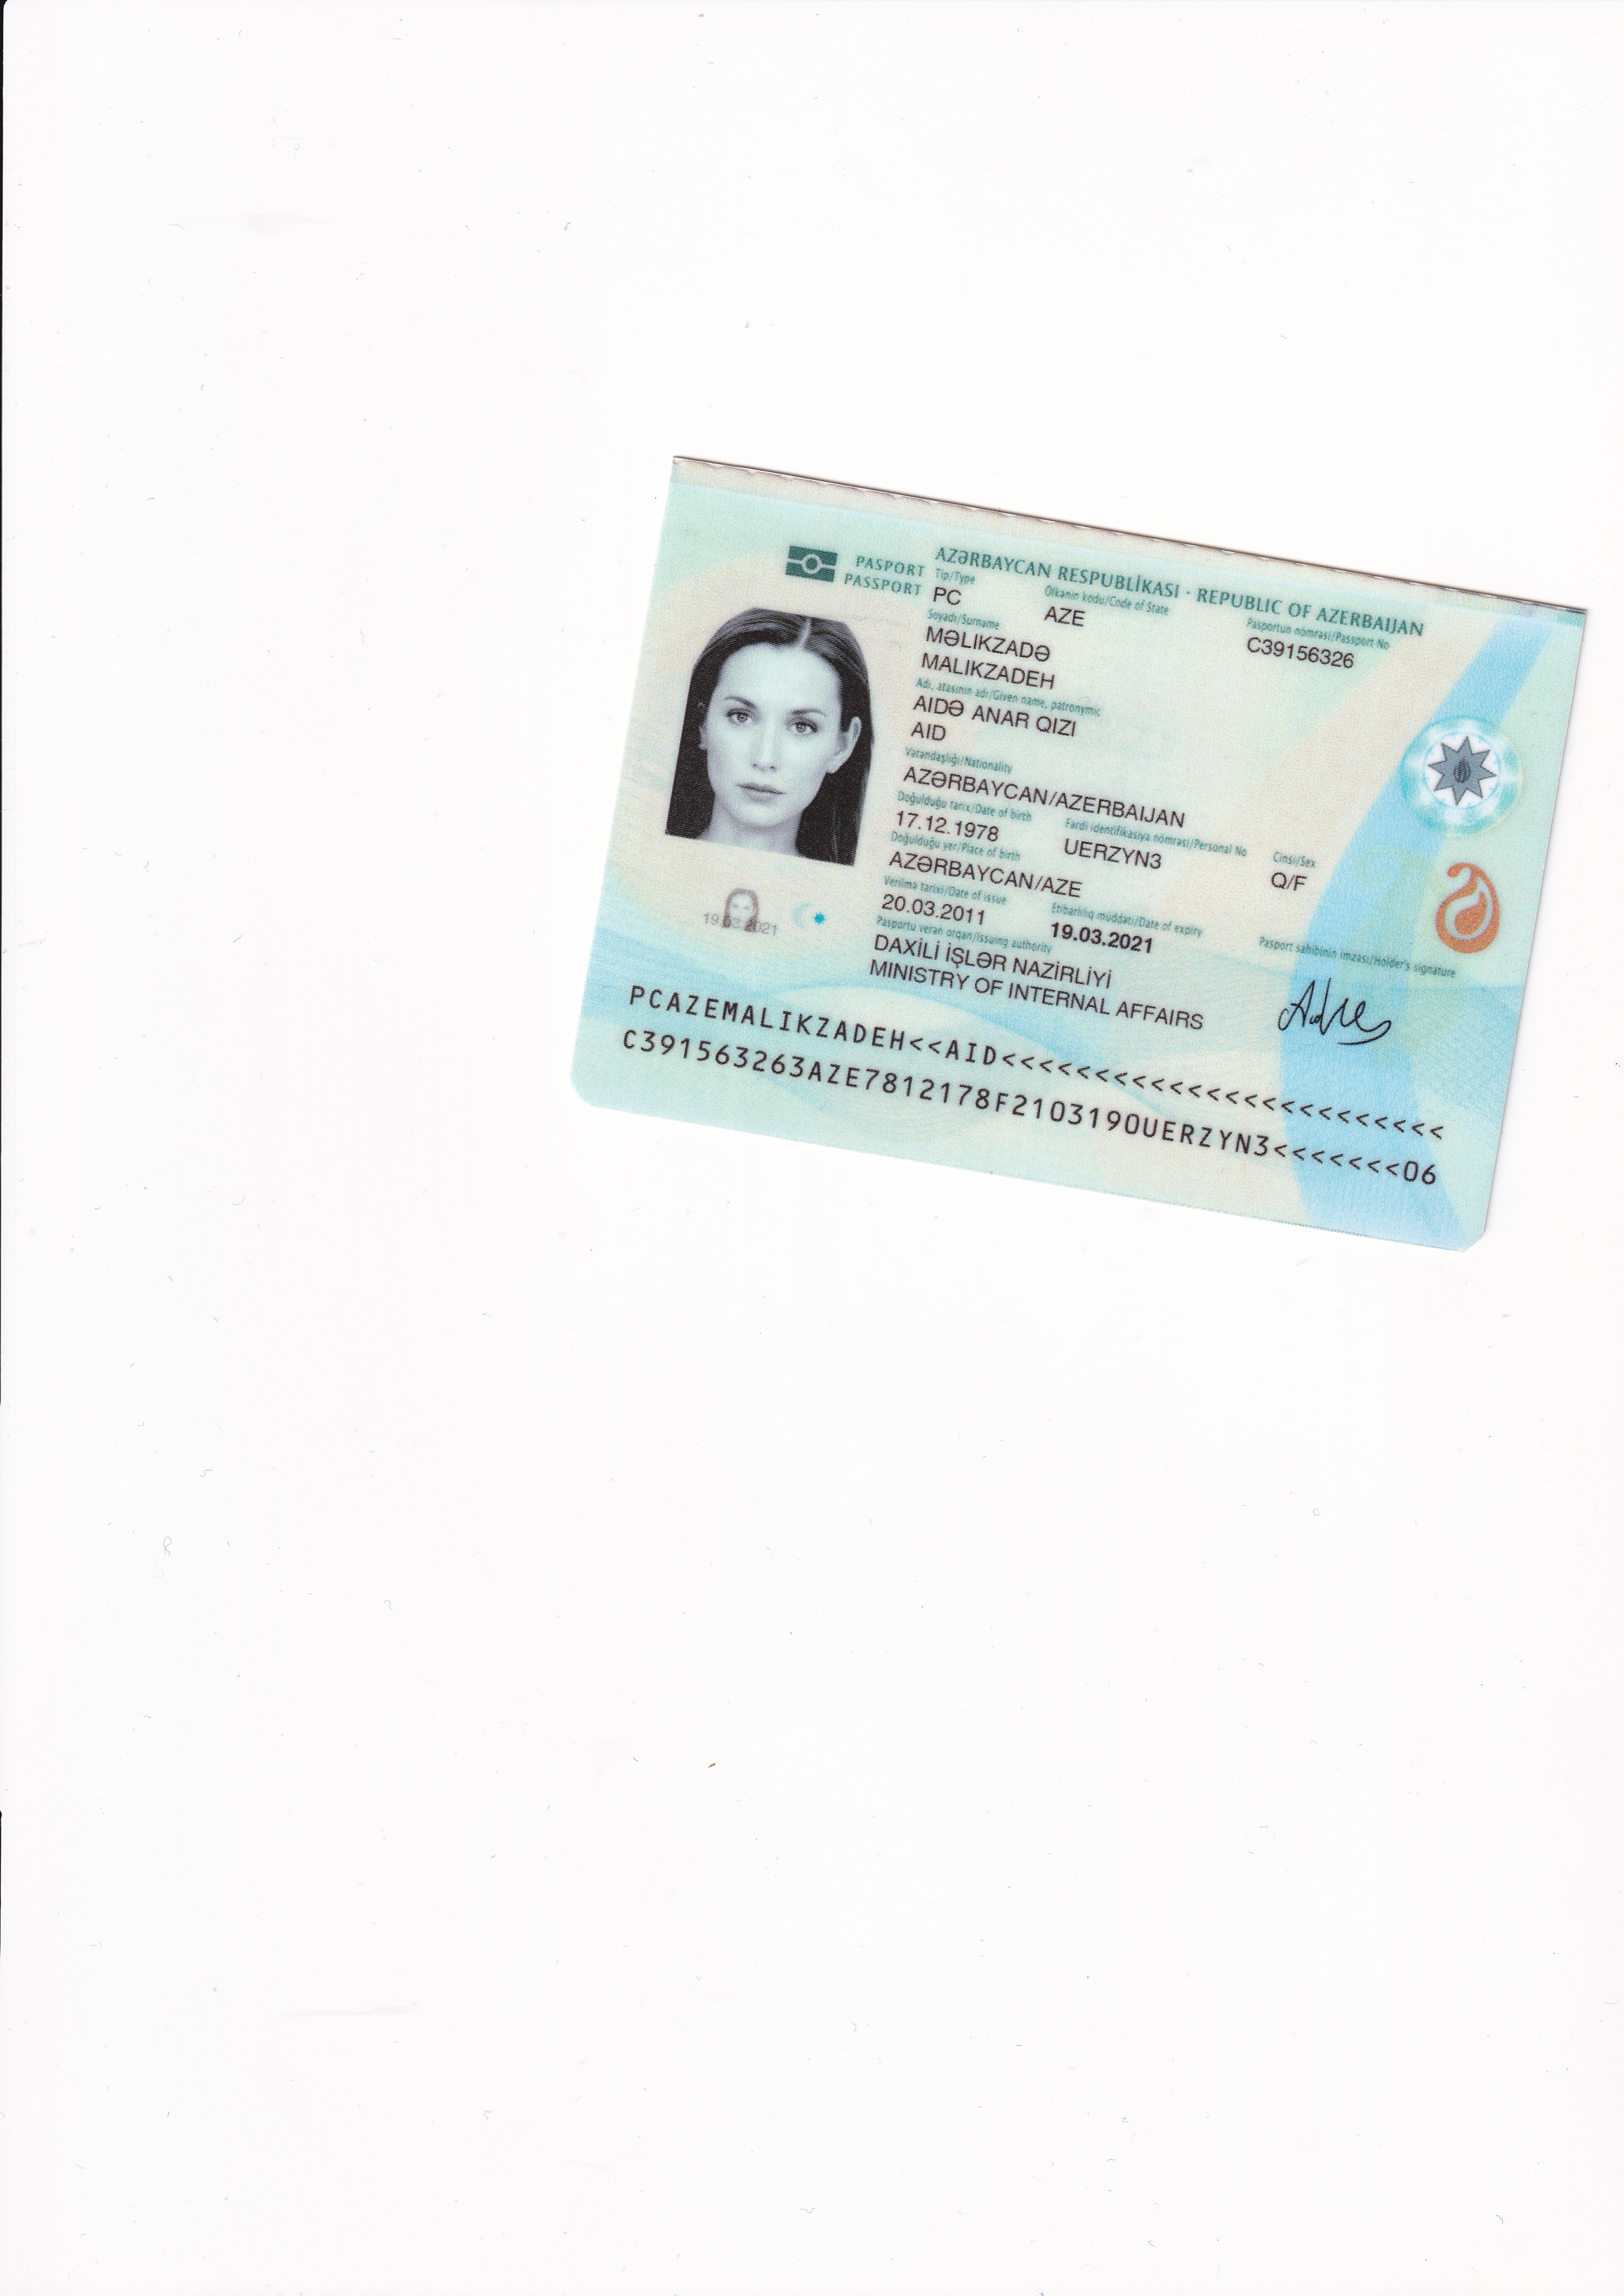 AZƏRBAYCAN RESPUBLİKASI · REPUBLIC OF AZERBAIJAN
PASPORT
PASSPORT
Tip/Type
PC
Ölkənin kodu/Code of State
AZE
Pasportun nömrəsi/Passport No
C39156326
Soyadı/Surname
MƏLIKZADƏ
MALIKZADEH
Adı, atasının adı/Given name, patronymic
AIDƏ ANAR QIZI
AID
Vətəndaşlığı/Nationality
AZƏRBAYCAN/AZERBAIJAN
Doğulduğu tarix/Date of birth
17.12.1978
Fərdi identifikasiya nömrəsi/Personal No
UERZYN3
Cinsi/Sex
Q/F
Doğulduğu yer/Place of birth
AZƏRBAYCAN/AZE
Verilmə tarixi/Date of issue
20.03.2011
Etibarlılıq müddəti/Date of expiry
19.03.2021
Pasportu verən orqan/Issuing authority
DAXİLİ İŞLƏR NAZİRLİYİ
MINISTRY OF INTERNAL AFFAIRS
Pasport sahibinin imzası/Holder's signature
19.03.2021
PCAZEMALIKZADEH<<AID<<<<<<<<<<<<<<<<<<<<<<<<
C391563263AZE7812178F2103190UERZYN3<<<<<<<06